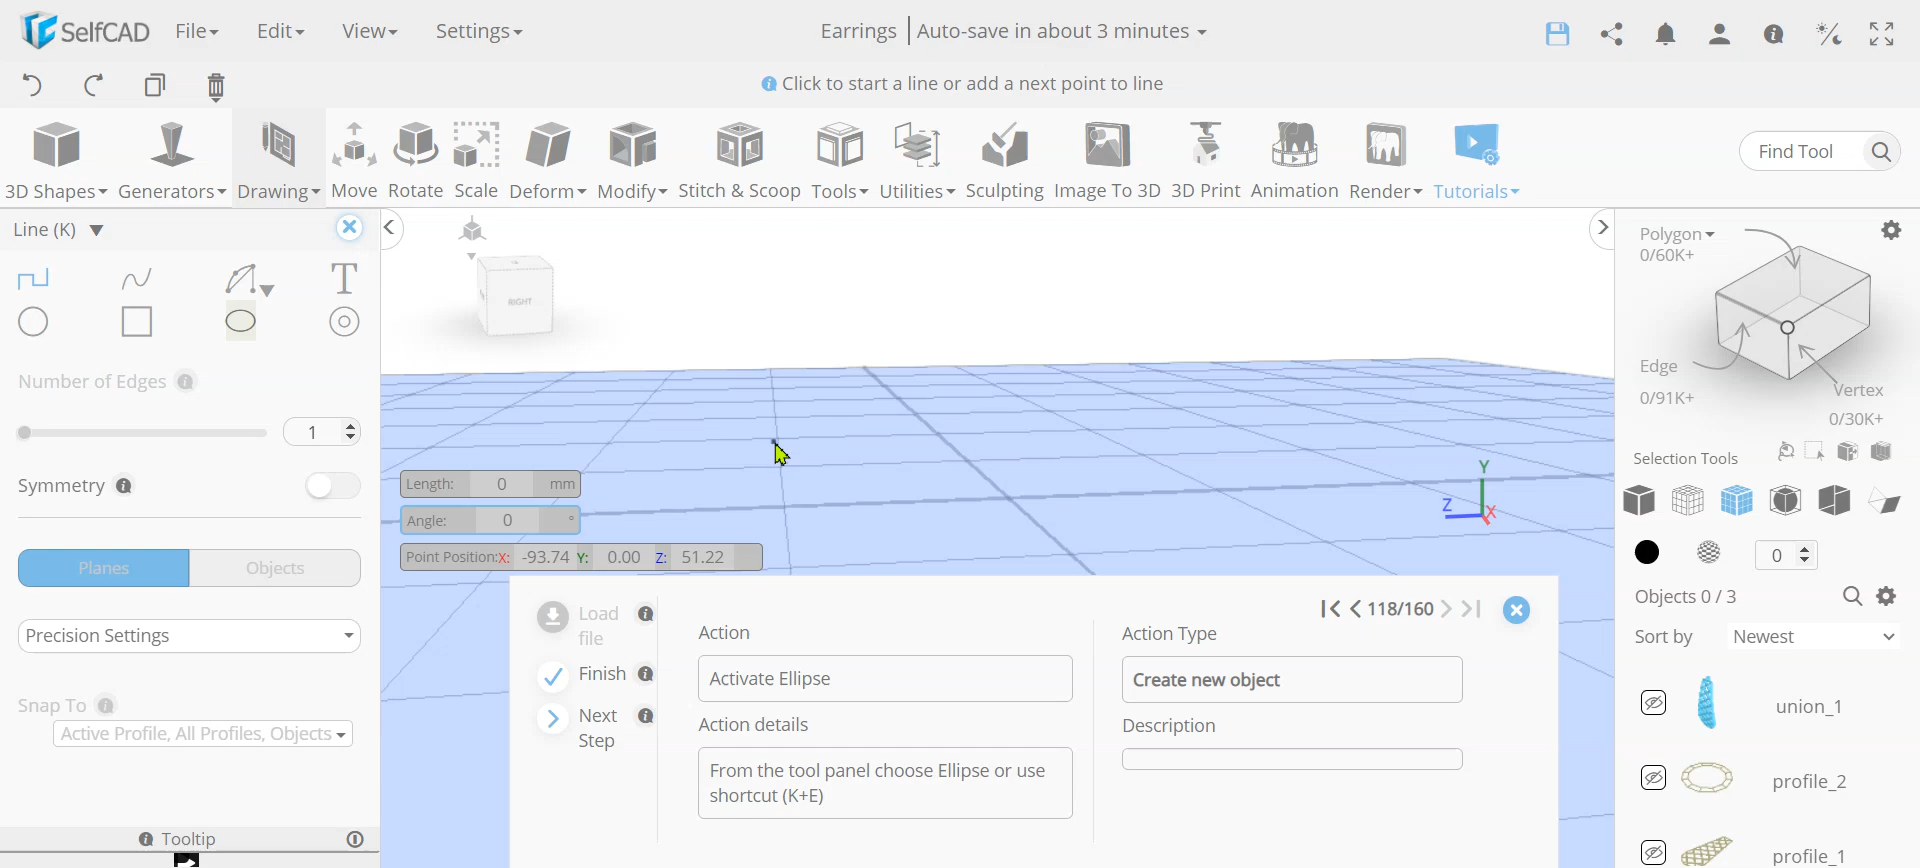 SelfCAD File Edit View Settings Earrings Auto-save in about 3 minutes
Click to start a line or add a next point to line
3D Shapes Generators Drawing Move Rotate Scale Deform Modify Stitch & Scoop Tools Utilities Sculpting Image To 3D 3D Print Animation Render Tutorials Find Tool
Line (K)
T
Number of Edges
1
Symmetry
Planes Objects
Precision Settings
Snap To
Active Profile, All Profiles, Objects
Tooltip
RIGHT
Length: 0 mm
Angle: 0 °
Point Position:X: -93.74 Y: 0.00 Z: 51.22
Y
Z
X
Load file
Finish
Next Step
Action
Activate Ellipse
Action details
From the tool panel choose Ellipse or use
shortcut (K+E)
118/160
Action Type
Create new object
Description
Polygon
0/60K+
Edge
0/91K+
Vertex
0/30K+
Selection Tools
0
Objects 0 / 3
Sort by Newest
union_1
profile_2
profile_1